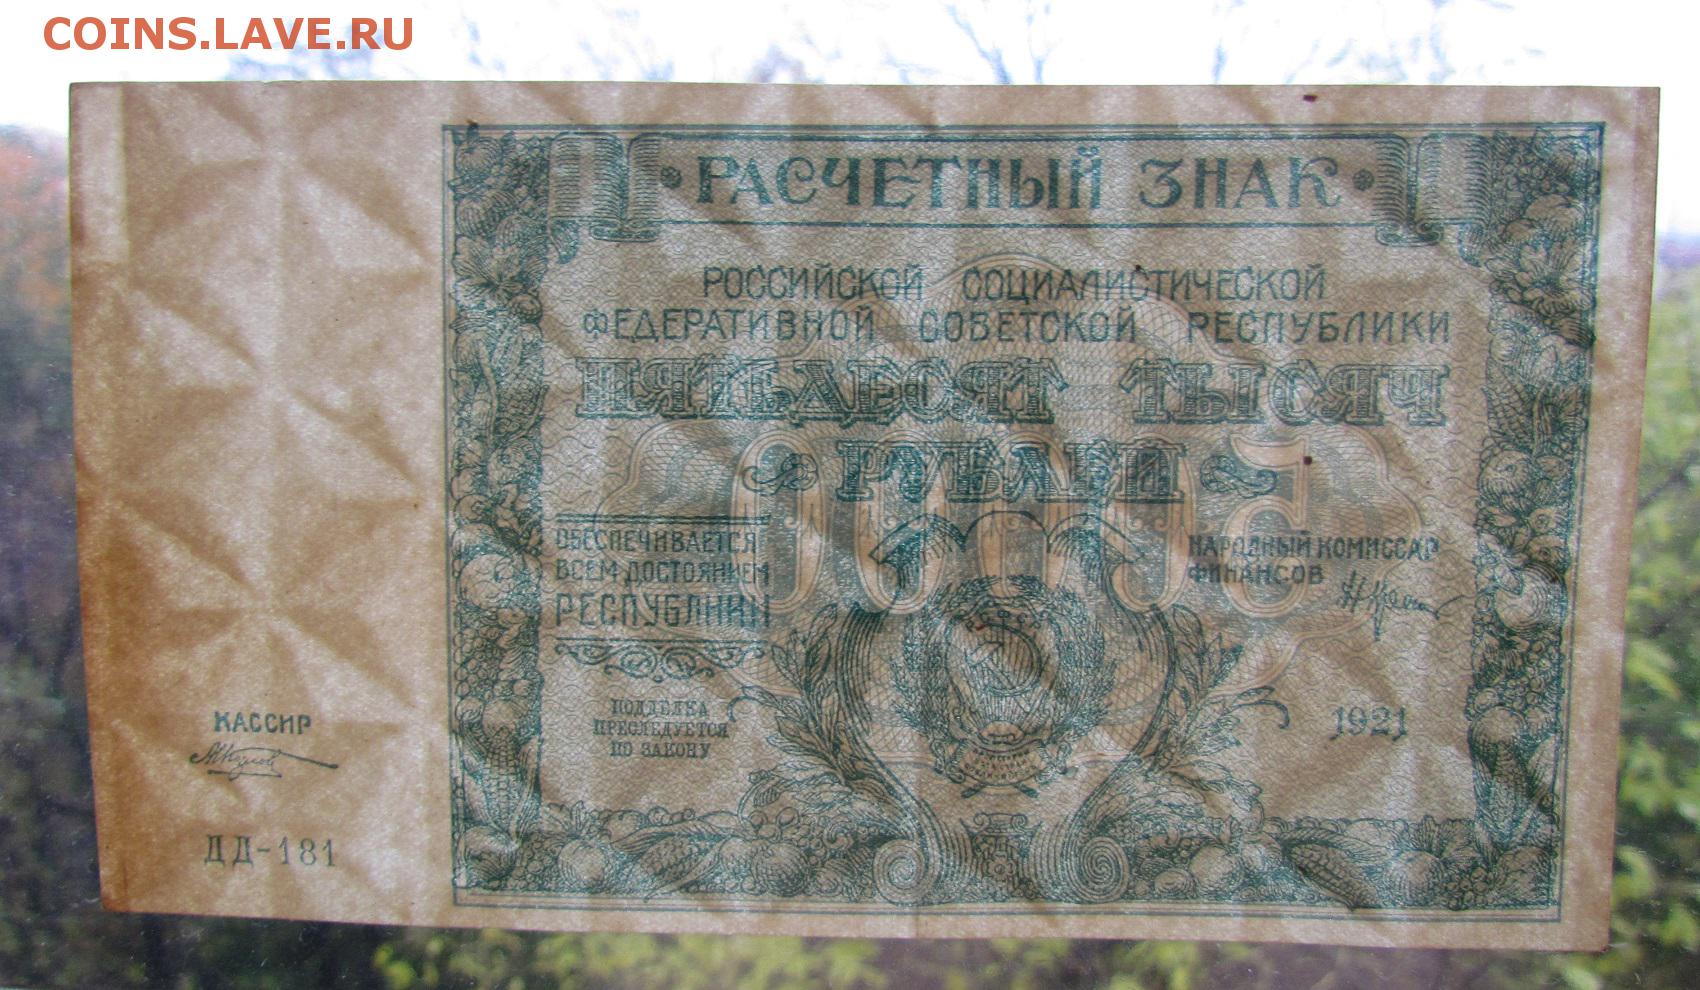 COINS.LAVE.RU
РАСЧЕТНЫЙ ЗНАК
РОССИЙСКОЙ СОЦИАЛИСТИЧЕСКОЙ
ФЕДЕРАТИВНОЙ СОВЕТСКОЙ РЕСПУБЛИКИ
ПЯТЬДЕСЯТ ТЫСЯЧ
РУБЛЕЙ
50000
ОБЕСПЕЧИВАЕТСЯ
ВСЕМ ДОСТОЯНИЕМ
РЕСПУБЛИКИ
НАРОДНЫЙ КОМИССАР
ФИНАНСОВ
ПОДДЕЛКА
ПРЕСЛЕДУЕТСЯ
ПО ЗАКОНУ
1921
КАССИР
ДД-181